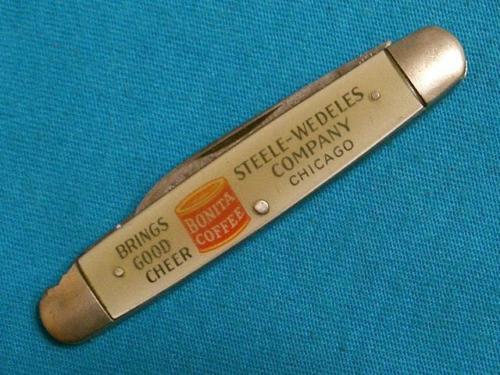 BRINGS
GOOD
CHEER
BONITA
COFFEE
STEELE-WEDELES
COMPANY
CHICAGO